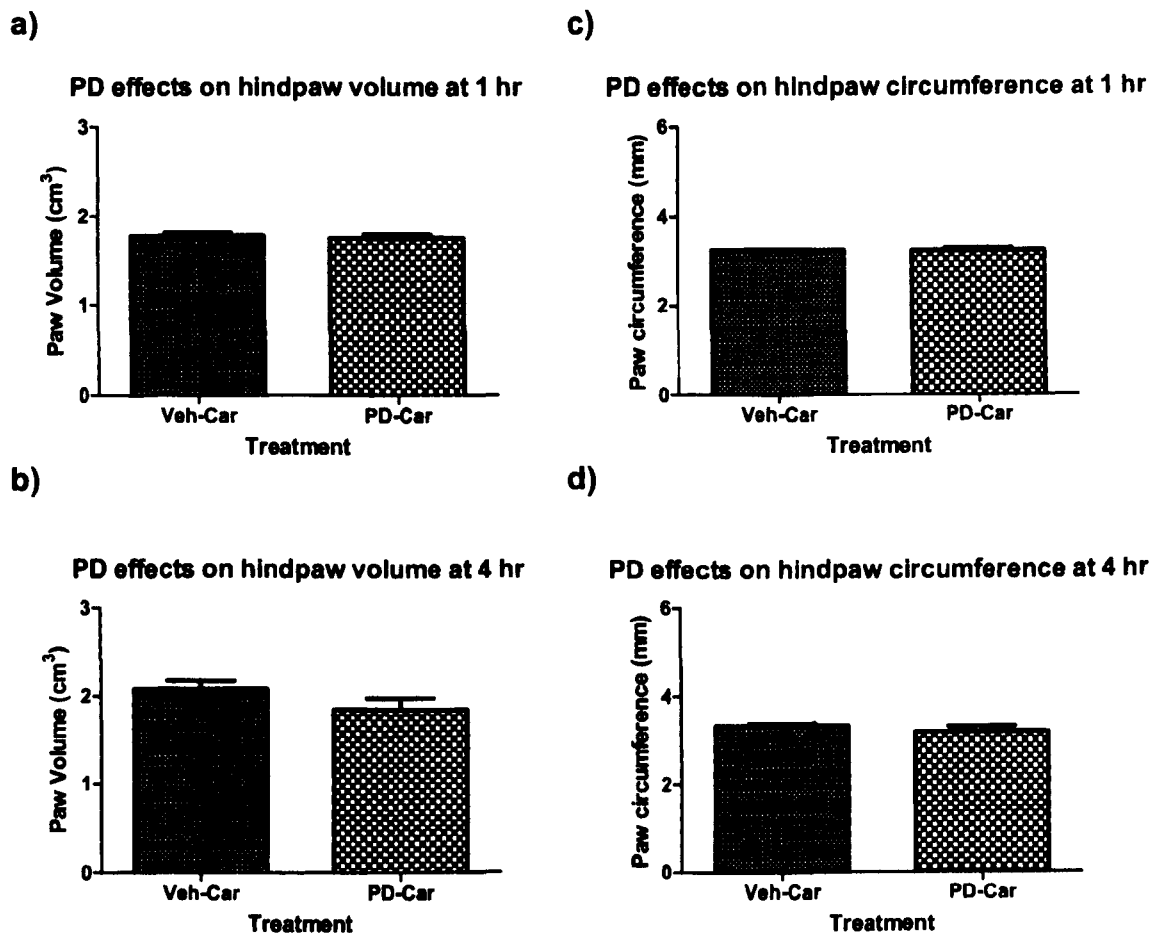 a)
PD effects on hindpaw volume at 1 hr
Paw Volume (cm³)
3
2
1
0
Veh-Car PD-Car
Treatment
b)
PD effects on hindpaw volume at 4 hr
Paw Volume (cm³)
3
2
1
0
Veh-Car PD-Car
Treatment
c)
PD effects on hindpaw circumference at 1 hr
Paw circumference (mm)
6
4
2
0
Veh-Car PD-Car
Treatment
d)
PD effects on hindpaw circumference at 4 hr
Paw circumference (mm)
6
4
2
0
Veh-Car PD-Car
Treatment